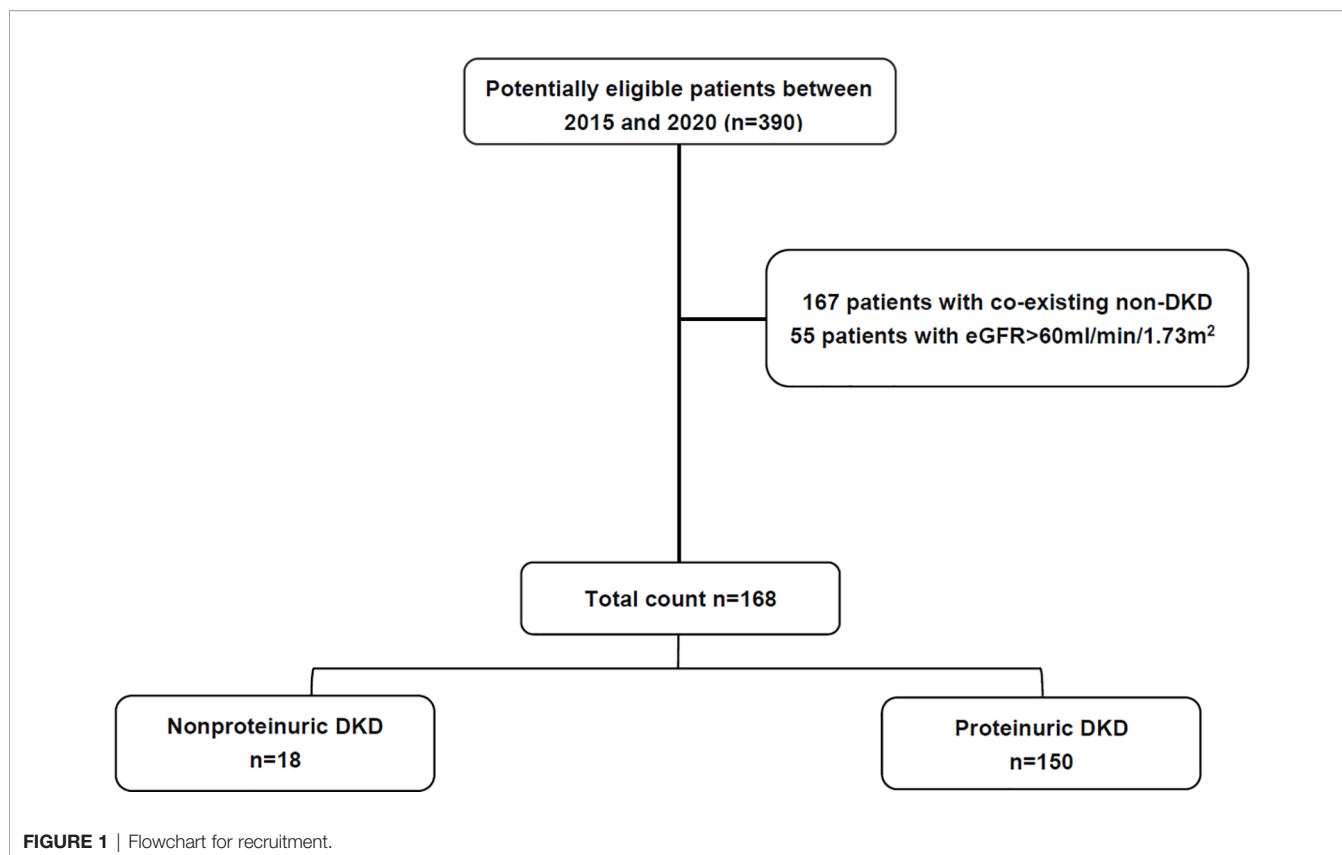 Potentially eligible patients between
2015 and 2020 (n=390)
167 patients with co-existing non-DKD
55 patients with eGFR>60ml/min/1.73m²
Total count n=168
Nonproteinuric DKD
n=18
Proteinuric DKD
n=150
FIGURE 1 | Flowchart for recruitment.